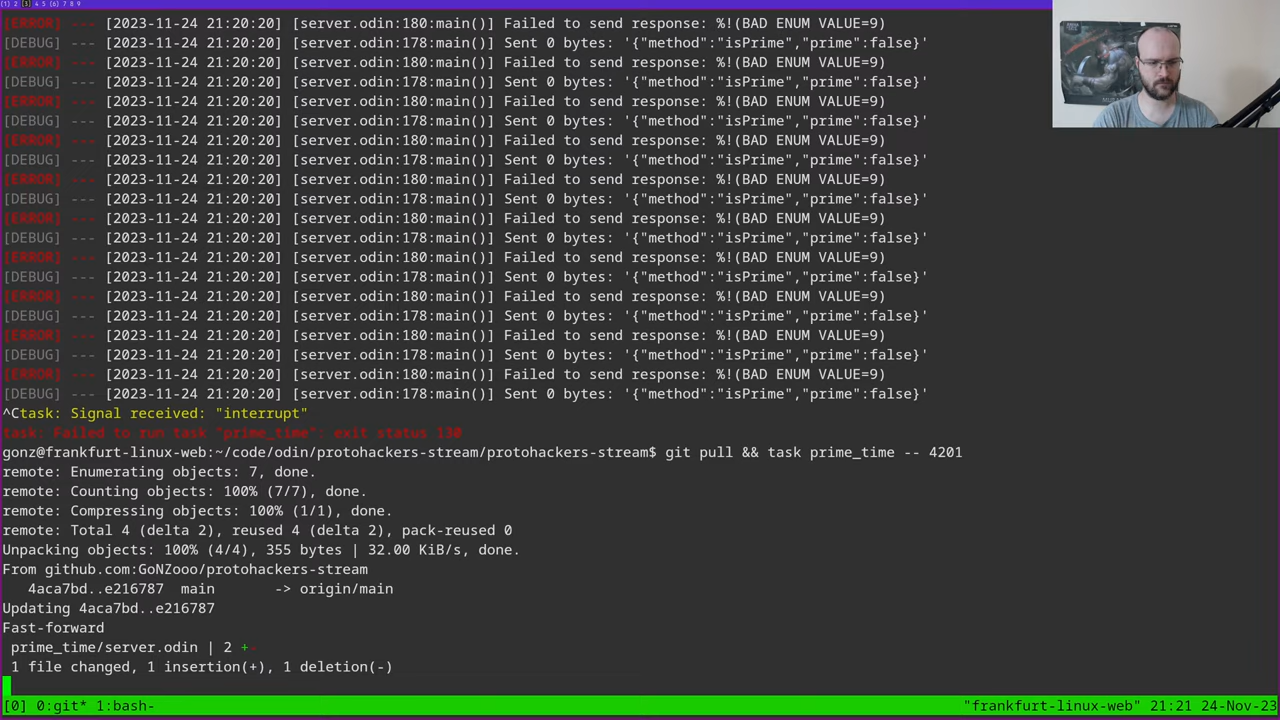 (1) 2 [3] 4 5 (6) 7 8 9
[ERROR] --- [2023-11-24 21:20:20] [server.odin:180:main()] Failed to send response: %!(BAD ENUM VALUE=9)
[DEBUG] --- [2023-11-24 21:20:20] [server.odin:178:main()] Sent 0 bytes: '{"method":"isPrime","prime":false}'
[ERROR] --- [2023-11-24 21:20:20] [server.odin:180:main()] Failed to send response: %!(BAD ENUM VALUE=9)
[DEBUG] --- [2023-11-24 21:20:20] [server.odin:178:main()] Sent 0 bytes: '{"method":"isPrime","prime":false}'
[ERROR] --- [2023-11-24 21:20:20] [server.odin:180:main()] Failed to send response: %!(BAD ENUM VALUE=9)
[DEBUG] --- [2023-11-24 21:20:20] [server.odin:178:main()] Sent 0 bytes: '{"method":"isPrime","prime":false}'
[ERROR] --- [2023-11-24 21:20:20] [server.odin:180:main()] Failed to send response: %!(BAD ENUM VALUE=9)
[DEBUG] --- [2023-11-24 21:20:20] [server.odin:178:main()] Sent 0 bytes: '{"method":"isPrime","prime":false}'
[ERROR] --- [2023-11-24 21:20:20] [server.odin:180:main()] Failed to send response: %!(BAD ENUM VALUE=9)
[DEBUG] --- [2023-11-24 21:20:20] [server.odin:178:main()] Sent 0 bytes: '{"method":"isPrime","prime":false}'
[ERROR] --- [2023-11-24 21:20:20] [server.odin:180:main()] Failed to send response: %!(BAD ENUM VALUE=9)
[DEBUG] --- [2023-11-24 21:20:20] [server.odin:178:main()] Sent 0 bytes: '{"method":"isPrime","prime":false}'
[ERROR] --- [2023-11-24 21:20:20] [server.odin:180:main()] Failed to send response: %!(BAD ENUM VALUE=9)
[DEBUG] --- [2023-11-24 21:20:20] [server.odin:178:main()] Sent 0 bytes: '{"method":"isPrime","prime":false}'
[ERROR] --- [2023-11-24 21:20:20] [server.odin:180:main()] Failed to send response: %!(BAD ENUM VALUE=9)
[DEBUG] --- [2023-11-24 21:20:20] [server.odin:178:main()] Sent 0 bytes: '{"method":"isPrime","prime":false}'
[ERROR] --- [2023-11-24 21:20:20] [server.odin:180:main()] Failed to send response: %!(BAD ENUM VALUE=9)
[DEBUG] --- [2023-11-24 21:20:20] [server.odin:178:main()] Sent 0 bytes: '{"method":"isPrime","prime":false}'
[ERROR] --- [2023-11-24 21:20:20] [server.odin:180:main()] Failed to send response: %!(BAD ENUM VALUE=9)
[DEBUG] --- [2023-11-24 21:20:20] [server.odin:178:main()] Sent 0 bytes: '{"method":"isPrime","prime":false}'
^Ctask: Signal received: "interrupt"
task: Failed to run task "prime_time": exit status 130
gonz@frankfurt-linux-web:~/code/odin/protohackers-stream/protohackers-stream$ git pull && task prime_time -- 4201
remote: Enumerating objects: 7, done.
remote: Counting objects: 100% (7/7), done.
remote: Compressing objects: 100% (1/1), done.
remote: Total 4 (delta 2), reused 4 (delta 2), pack-reused 0
Unpacking objects: 100% (4/4), 355 bytes | 32.00 KiB/s, done.
From github.com:GoNZooo/protohackers-stream
4aca7bd..e216787 main -> origin/main
Updating 4aca7bd..e216787
Fast-forward
prime_time/server.odin | 2 +-
1 file changed, 1 insertion(+), 1 deletion(-)
[0] 0:git* 1:bash- "frankfurt-linux-web" 21:21 24-Nov-23